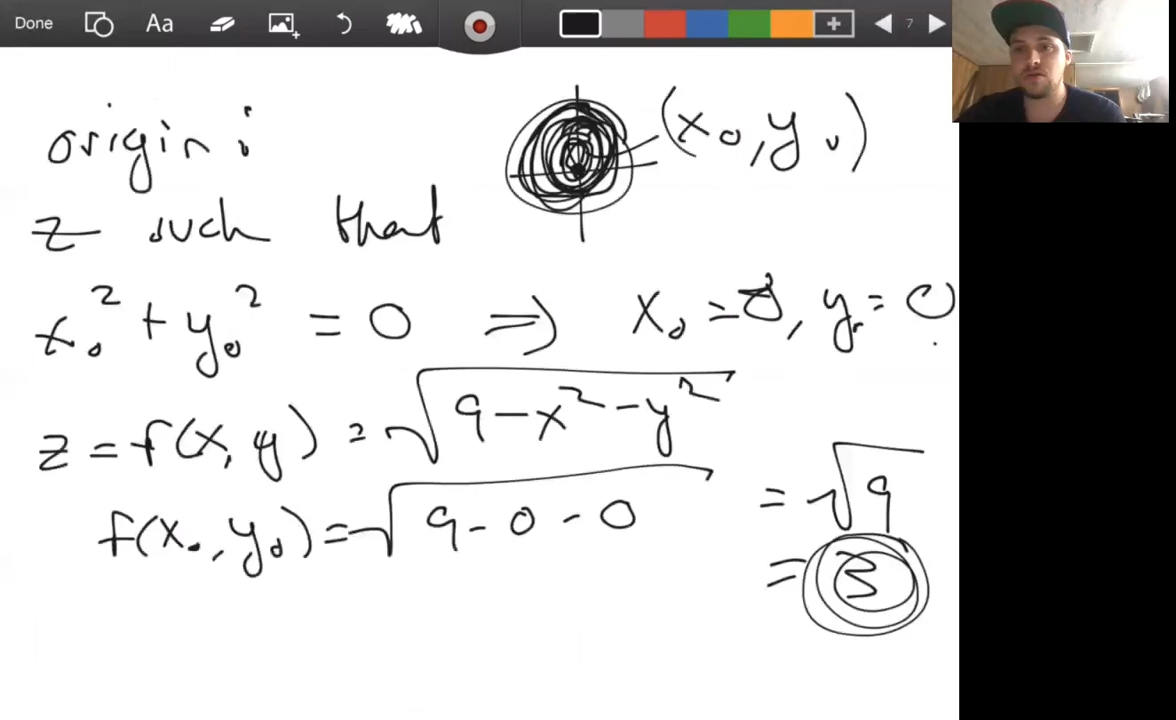 Done Aa 7
origin :
(x₀, y₀)
z such that
x₀² + y₀² = 0 ⇒ x₀ = 0, y₀ = 0
z = f(x, y) = √(9 - x² - y²)
f(x₀, y₀) = √(9 - 0 - 0) = √9
= 3